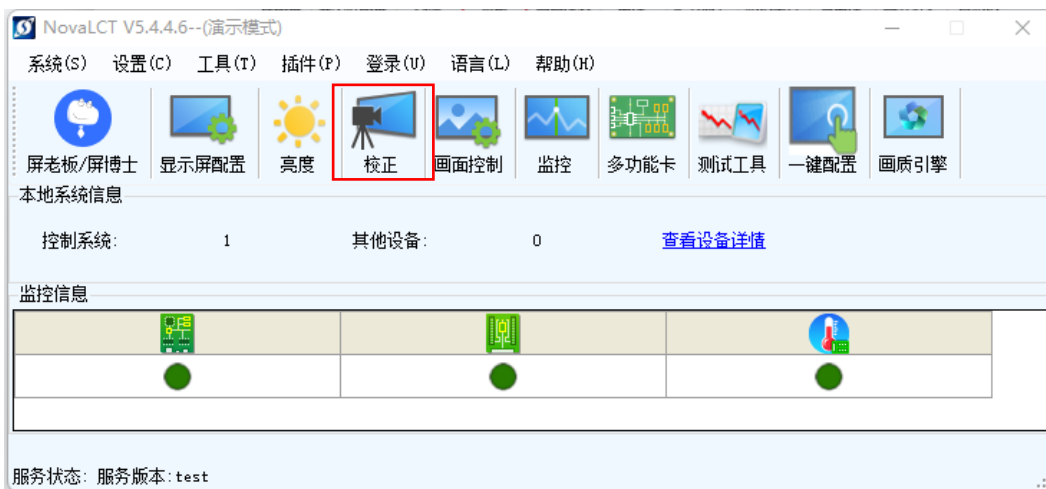 NovaLCT V5.4.4.6--(演示模式)
系统(S) 设置(C) 工具(T) 插件(P) 登录(U) 语言(L) 帮助(H)
屏老板/屏博士 显示屏配置 亮度 校正 画面控制 监控 多功能卡 测试工具 一键配置 画质引擎
本地系统信息
控制系统: 1 其他设备: 0 查看设备详情
监控信息
服务状态: 服务版本:test